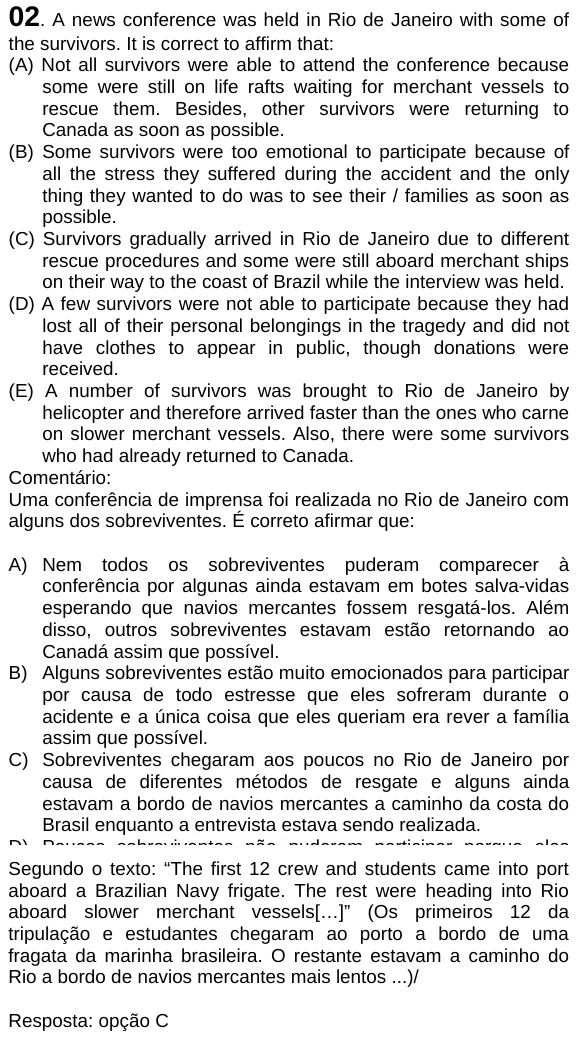 02. A news conference was held in Rio de Janeiro with some of
the survivors. It is correct to affirm that:
(A) Not all survivors were able to attend the conference because
some were still on life rafts waiting for merchant vessels to
rescue them. Besides, other survivors were returning to
Canada as soon as possible.
(B) Some survivors were too emotional to participate because of
all the stress they suffered during the accident and the only
thing they wanted to do was to see their / families as soon as
possible.
(C) Survivors gradually arrived in Rio de Janeiro due to different
rescue procedures and some were still aboard merchant ships
on their way to the coast of Brazil while the interview was held.
(D) A few survivors were not able to participate because they had
lost all of their personal belongings in the tragedy and did not
have clothes to appear in public, though donations were
received.
(E) A number of survivors was brought to Rio de Janeiro by
helicopter and therefore arrived faster than the ones who carne
on slower merchant vessels. Also, there were some survivors
who had already returned to Canada.
Comentário:
Uma conferência de imprensa foi realizada no Rio de Janeiro com
alguns dos sobreviventes. É correto afirmar que:
A) Nem todos os sobreviventes puderam comparecer à
conferência por algunas ainda estavam em botes salva-vidas
esperando que navios mercantes fossem resgatá-los. Além
disso, outros sobreviventes estavam estão retornando ao
Canadá assim que possível.
B) Alguns sobreviventes estão muito emocionados para participar
por causa de todo estresse que eles sofreram durante o
acidente e a única coisa que eles queriam era rever a família
assim que possível.
C) Sobreviventes chegaram aos poucos no Rio de Janeiro por
causa de diferentes métodos de resgate e alguns ainda
estavam a bordo de navios mercantes a caminho da costa do
Brasil enquanto a entrevista estava sendo realizada.
D) Poucos sobreviventes não puderam participar porque eles
Segundo o texto: “The first 12 crew and students came into port
aboard a Brazilian Navy frigate. The rest were heading into Rio
aboard slower merchant vessels[...]” (Os primeiros 12 da
tripulação e estudantes chegaram ao porto a bordo de uma
fragata da marinha brasileira. O restante estavam a caminho do
Rio a bordo de navios mercantes mais lentos ...)/
Resposta: opção C